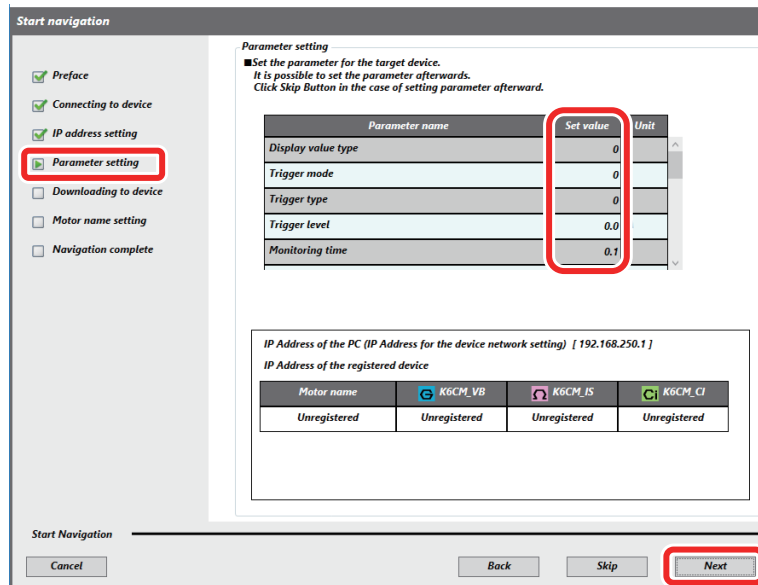 Start navigation
Preface
Connecting to device
IP address setting
Parameter setting
Downloading to device
Motor name setting
Navigation complete
Parameter setting
■Set the parameter for the target device.
It is possible to set the parameter afterwards.
Click Skip Button in the case of setting parameter afterward.
Parameter name Set value Unit
Display value type 0
Trigger mode 0
Trigger type 0
Trigger level 0.0
Monitoring time 0.1
IP Address of the PC (IP Address for the device network setting) [ 192.168.250.1 ]
IP Address of the registered device
Motor name G K6CM_VB Ω K6CM_IS Ci K6CM_CI
Unregistered Unregistered Unregistered Unregistered
Start Navigation
Cancel Back Skip Next